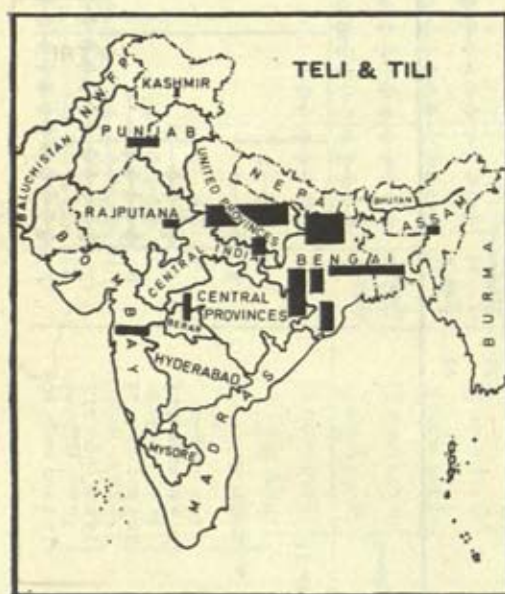 TELI & TILI
KASHMIR
NWFP
PUNJAB
BALUCHISTAN
UNITED PROVINCES
NEPAL
BHUTAN
RAJPUTANA
ASSAM
CENTRAL INDIA
BENGAL
BOMBAY
CENTRAL
PROVINCES
BERAR
BURMA
HYDERABAD
MADRAS
MYSORE